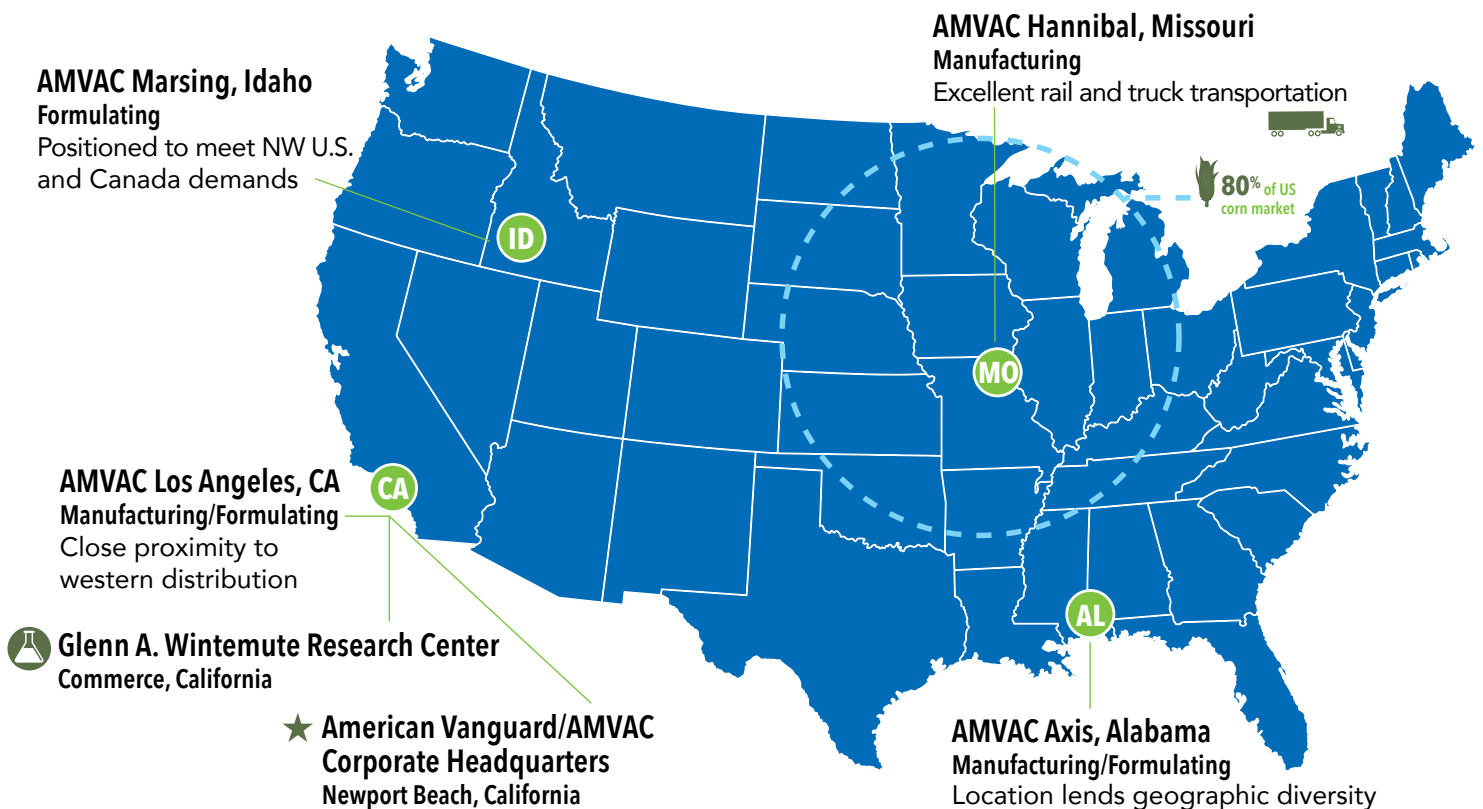 AMVAC Hannibal, Missouri
Manufacturing
Excellent rail and truck transportation
AMVAC Marsing, Idaho
Formulating
Positioned to meet NW U.S.
and Canada demands
80% of US
corn market
ID
MO
AMVAC Los Angeles, CA
Manufacturing/Formulating
Close proximity to
western distribution
CA
AL
Glenn A. Wintemute Research Center
Commerce, California
American Vanguard/AMVAC
Corporate Headquarters
Newport Beach, California
AMVAC Axis, Alabama
Manufacturing/Formulating
Location lends geographic diversity